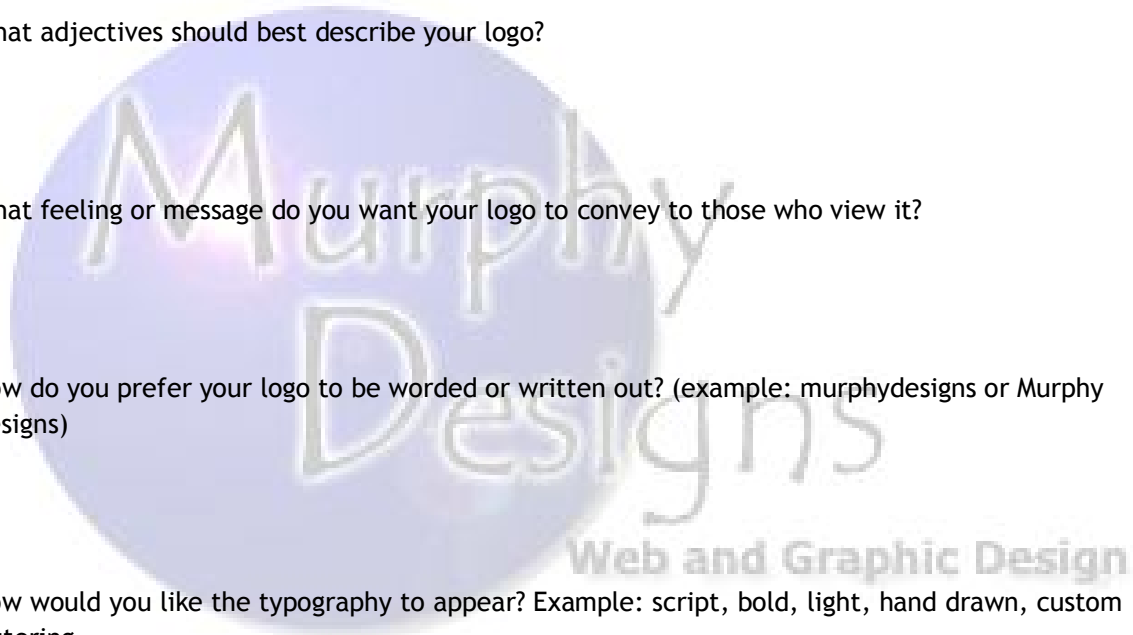 hat adjectives should best describe your logo?
hat feeling or message do you want your logo to convey to those who view it?
ow do you prefer your logo to be worded or written out? (example: murphydesigns or Murphy
signs)
ow would you like the typography to appear? Example: script, bold, light, hand drawn, custom
Murphy
Designs
Web and Graphic Design